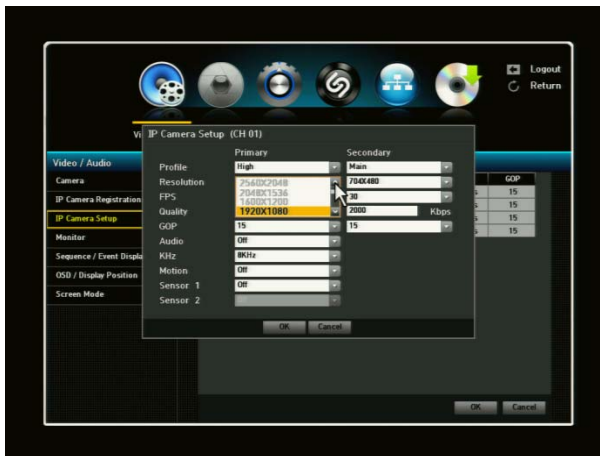 Logout
Return
Vi
IP Camera Setup (CH 01)
Primary Secondary
Profile High Main
Resolution 2560X2048 704X480
2048X1536
FPS 30
1600X1200
Quality 1920X1080 2000 Kbps
GOP 15 15
Audio Off
KHz 8KHz
Motion Off
Sensor 1 Off
Sensor 2
OK Cancel
Video / Audio
Camera
IP Camera Registration
IP Camera Setup
Monitor
Sequence / Event Displa
OSD / Display Position
Screen Mode
GOP
s 15
s 15
s 15
OK Cancel